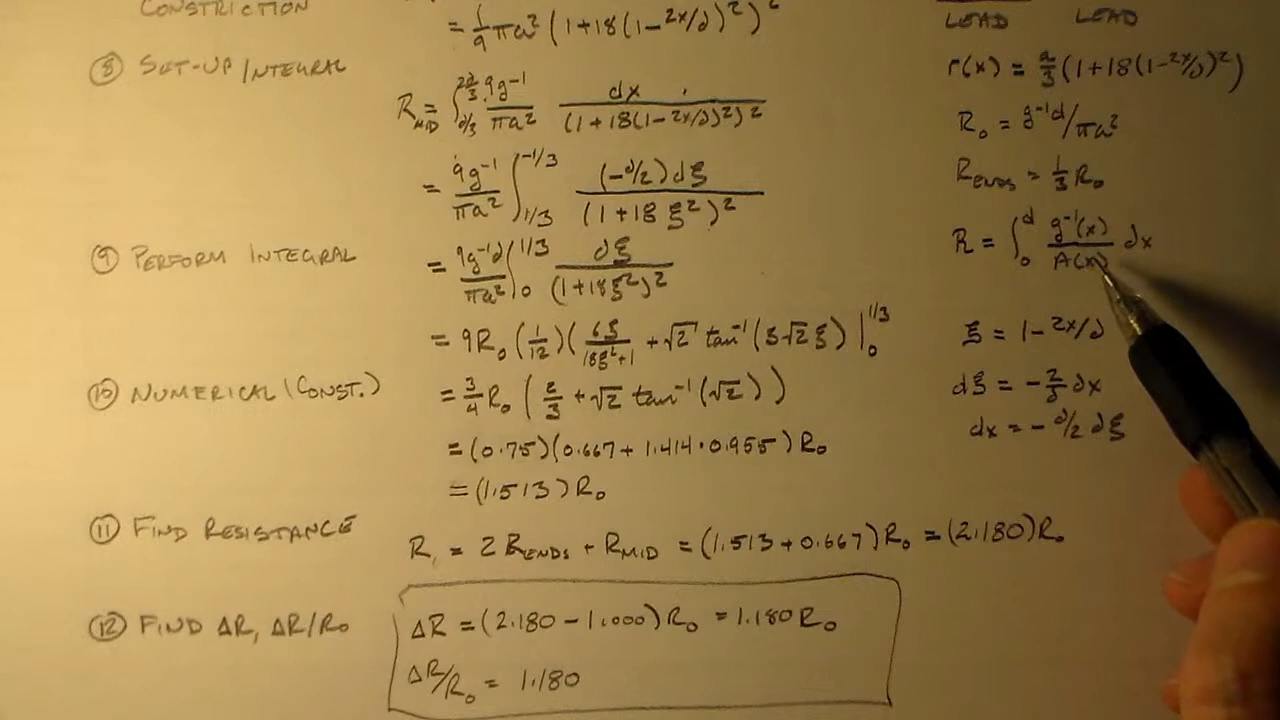 CONSTRICTION
= 1/9 πa² (1+18(1-2x/d)²)²
LEAD LEAD
⑧ SET-UP INTEGRAL
r(x) = a/3 (1+18(1-2x/d)²)
R_MID = ∫_{d/3}^{2d/3} 9g⁻¹/πa² dx/(1+18(1-2x/d)²)²
R₀ = g⁻¹d/πa²
R_ENDS = 1/3 R₀
= 9g⁻¹/πa² ∫_{1/3}^{-1/3} (-d/2)dξ/(1+18ξ²)²
R = ∫_0^d g⁻¹(x)/A(x) dx
⑨ PERFORM INTEGRAL
= 9g⁻¹d/πa² ∫_0^{1/3} dξ/(1+18ξ²)²
= 9R₀ (1/12)(6ξ/18ξ²+1 + √2 tan⁻¹(3√2ξ)|_0^{1/3}
ξ = 1-2x/d
⑩ NUMERICAL (CONST.)
= 3/4 R₀ (2/3 + √2 tan⁻¹(√2))
dξ = -2/d dx
dx = -d/2 dξ
= (0.75)(0.667 + 1.414·0.955) R₀
= (1.513) R₀
⑪ FIND RESISTANCE
R₁ = 2 R_ENDS + R_MID = (1.513 + 0.667) R₀ = (2.180) R₀
⑫ FIND ΔR, ΔR/R₀
ΔR = (2.180 - 1.000) R₀ = 1.180 R₀
ΔR/R₀ = 1.180